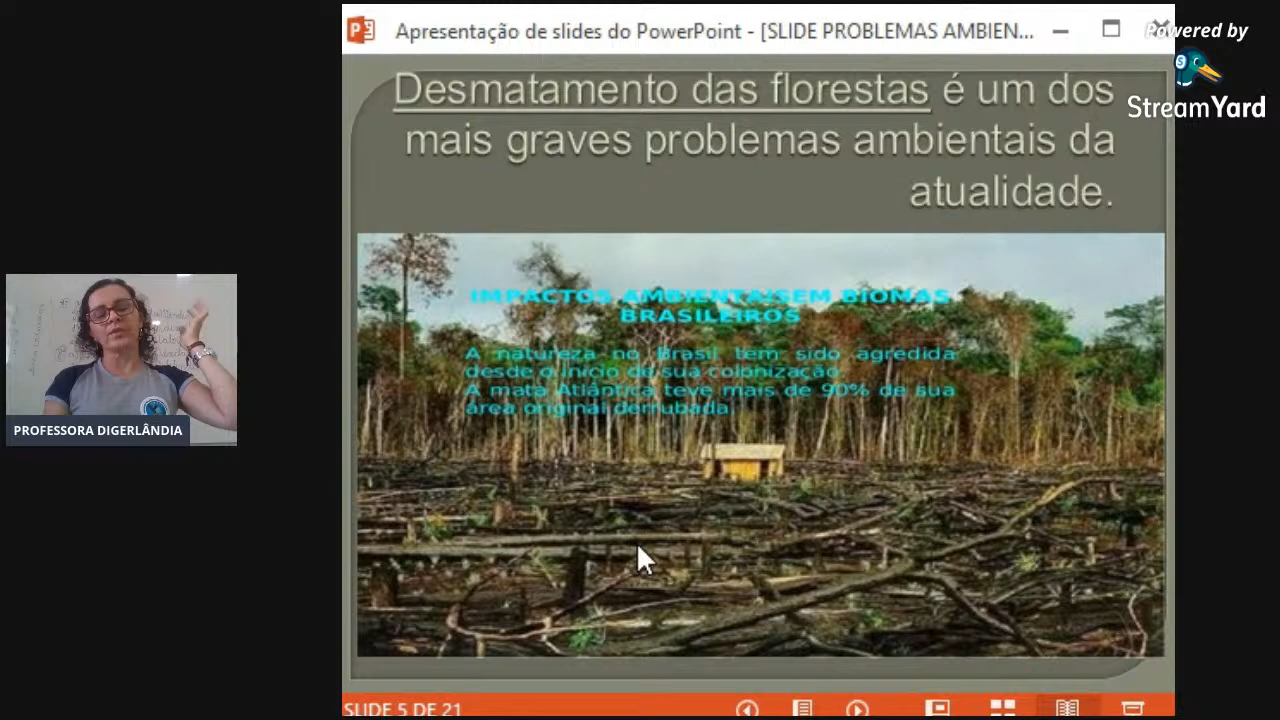 Apresentação de slides do PowerPoint - [SLIDE PROBLEMAS AMBIEN...
Powered by
StreamYard
Desmatamento das florestas é um dos
mais graves problemas ambientais da
atualidade.
IMPACTOS AMBIENTAISEM BIOMAS
BRASILEIROS
A natureza no Brasil tem sido agredida
desde o início de sua colonização.
A mata Atlântica teve mais de 90% de sua
área original derrubada.
PROFESSORA DIGERLÂNDIA
SLIDE 5 DE 21